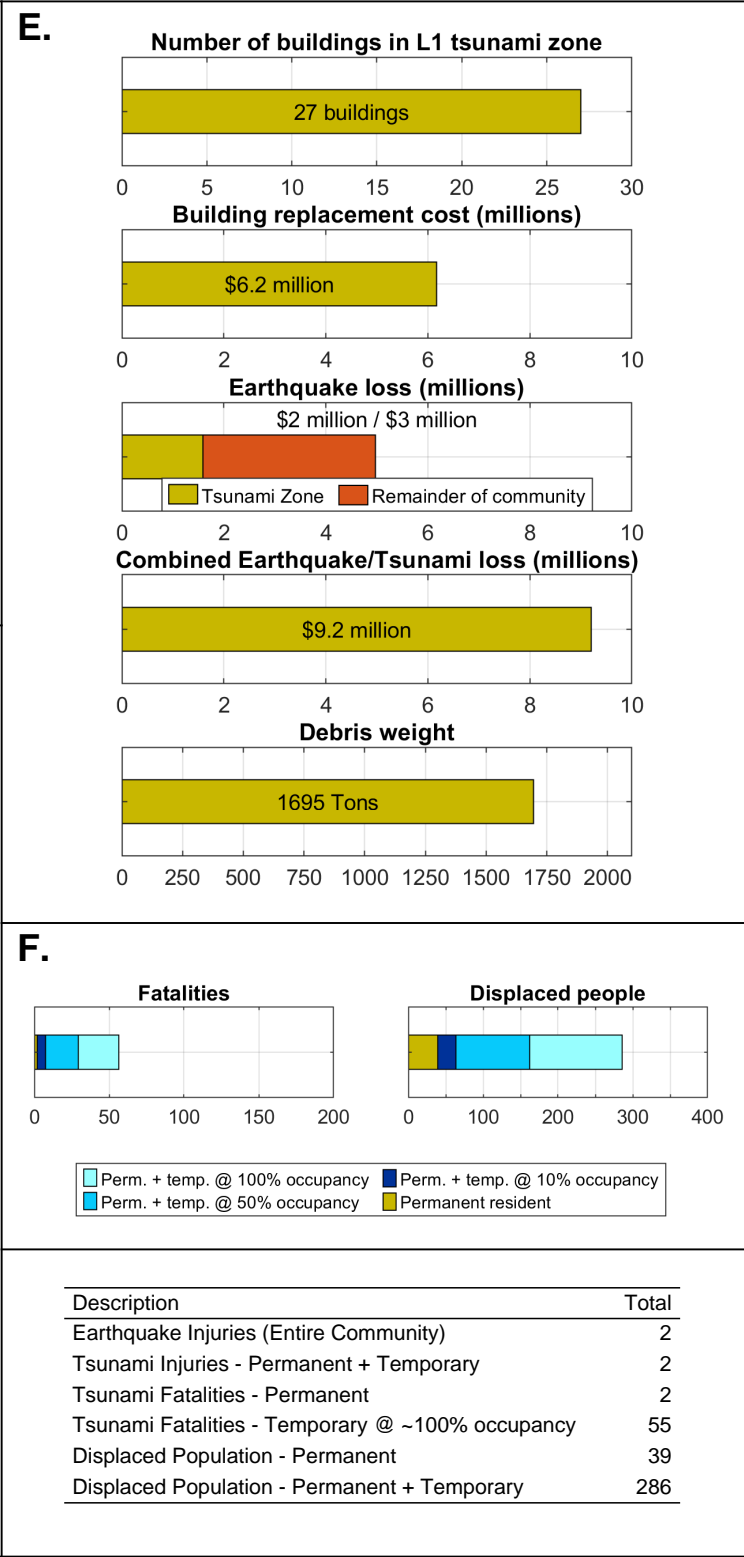 E.
Number of buildings in L1 tsunami zone
27 buildings
0 5 10 15 20 25 30
Building replacement cost (millions)
$6.2 million
0 2 4 6 8 10
Earthquake loss (millions)
$2 million / $3 million
Tsunami Zone Remainder of community
0 2 4 6 8 10
Combined Earthquake/Tsunami loss (millions)
$9.2 million
0 2 4 6 8 10
Debris weight
1695 Tons
0 250 500 750 1000 1250 1500 1750 2000
F.
Fatalities
0 50 100 150 200
Displaced people
0 100 200 300 400
Perm. + temp. @ 100% occupancy Perm. + temp. @ 10% occupancy
Perm. + temp. @ 50% occupancy Permanent resident
Description Total
Earthquake Injuries (Entire Community) 2
Tsunami Injuries - Permanent + Temporary 2
Tsunami Fatalities - Permanent 2
Tsunami Fatalities - Temporary @ ~100% occupancy 55
Displaced Population - Permanent 39
Displaced Population - Permanent + Temporary 286